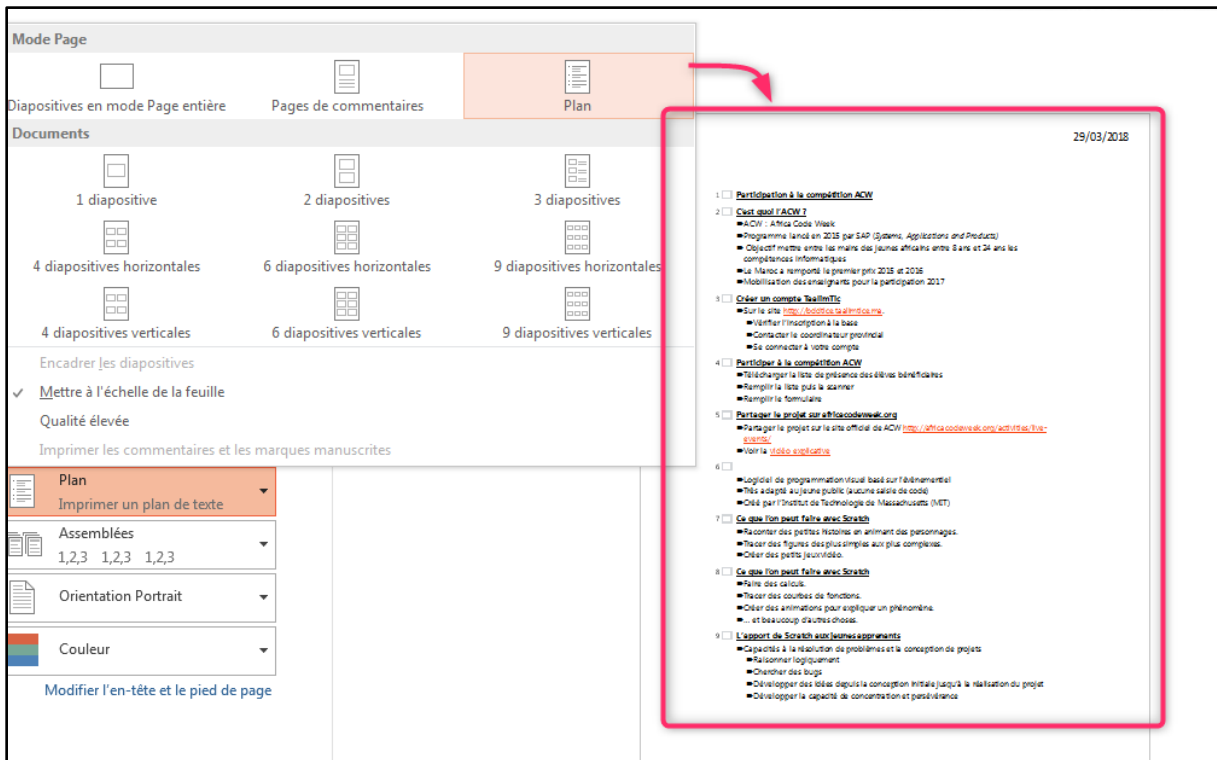 Mode Page
Diapositives en mode Page entière
Pages de commentaires
Plan
Documents
1 diapositive
2 diapositives
3 diapositives
4 diapositives horizontales
6 diapositives horizontales
9 diapositives horizontales
4 diapositives verticales
6 diapositives verticales
9 diapositives verticales
Encadrer les diapositives
Mettre à l'échelle de la feuille
Qualité élevée
Imprimer les commentaires et les marques manuscrites
Plan
Imprimer un plan de texte
Assemblées
1,2,3 1,2,3 1,2,3
Orientation Portrait
Couleur
Modifier l'en-tête et le pied de page
29/03/2018
1 Participation à la compétition ACW
2 C'est quoi l'ACW ?
ACW : Africa Code Week
Programme lancé en 2015 par SAP (Systems, Applications and Products)
Objectif mettre entre les mains des jeunes africains entre 8 ans et 24 ans les
compétences informatiques
Le Maroc a remporté le premier prix 2015 et 2016
Mobilisation des enseignants pour la participation 2017
3 Créer un compte TaalimTic
Sur le site
Vérifier l'inscription à la base
Contacter le coordinateur provincial
Se connecter à votre compte
4 Participer à la compétition ACW
Télécharger la liste de présence des élèves bénéficiaires
Remplir la liste puis la scanner
Remplir le formulaire
5 Partager le projet sur africacodeweek.org
Partager le projet sur le site officiel de ACW http://africacodeweek.org/activities/live-
events/
Voir la vidéo explicative
6
Logiciel de programmation visuel basé sur l'évènementiel
Très adapté au jeune public (aucune saisie de code)
Créé par l'Institut de Technologie de Massachusetts (MIT)
7 Ce que l'on peut faire avec Scratch
Raconter des petites histoires en animant des personnages.
Tracer des figures des plus simples aux plus complexes.
Créer des petits jeux vidéo.
8 Ce que l'on peut faire avec Scratch
Faire des calculs.
Tracer des courbes de fonctions.
Créer des animations pour expliquer un phénomène.
... et beaucoup d'autres choses.
9 L'apport de Scratch aux jeunes apprenants
Capacités à la résolution de problèmes et la conception de projets
Raisonner logiquement
Chercher des bugs
Développer des idées depuis la conception initiale jusqu'à la réalisation du projet
Développer la capacité de concentration et persévérance